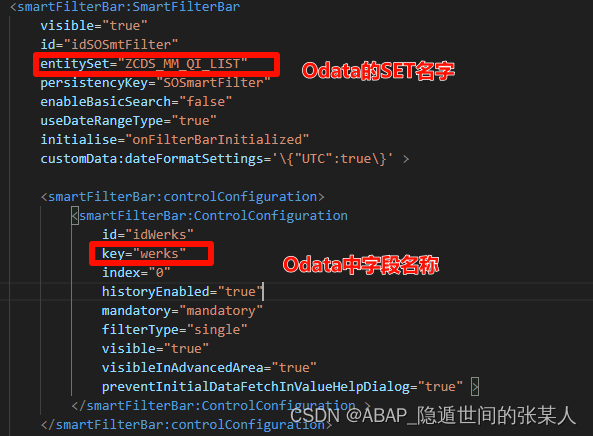 <smartFilterBar:SmartFilterBar
visible="true"
id="idSOSmtFilter"
entitySet="ZCDS_MM_QI_LIST" Odata的SET名字
persistencyKey="SOSmartFilter"
enableBasicSearch="false"
useDateRangeType="true"
initialise="onFilterBarInitialized"
customData:dateFormatSettings='\{"UTC":true\}' >
<smartFilterBar:controlConfiguration>
<smartFilterBar:ControlConfiguration
id="idWerks"
key="werks" Odata中字段名称
index="0"
historyEnabled="true"
mandatory="mandatory"
filterType="single"
visible="true"
visibleInAdvancedArea="true"
preventInitialDataFetchInValueHelpDialog="true" >
</smartFilterBar:ControlConfiguration >
</smartFilterBar:controlConfiguration>
CSDN @ABAP_隐遁世间的张某人